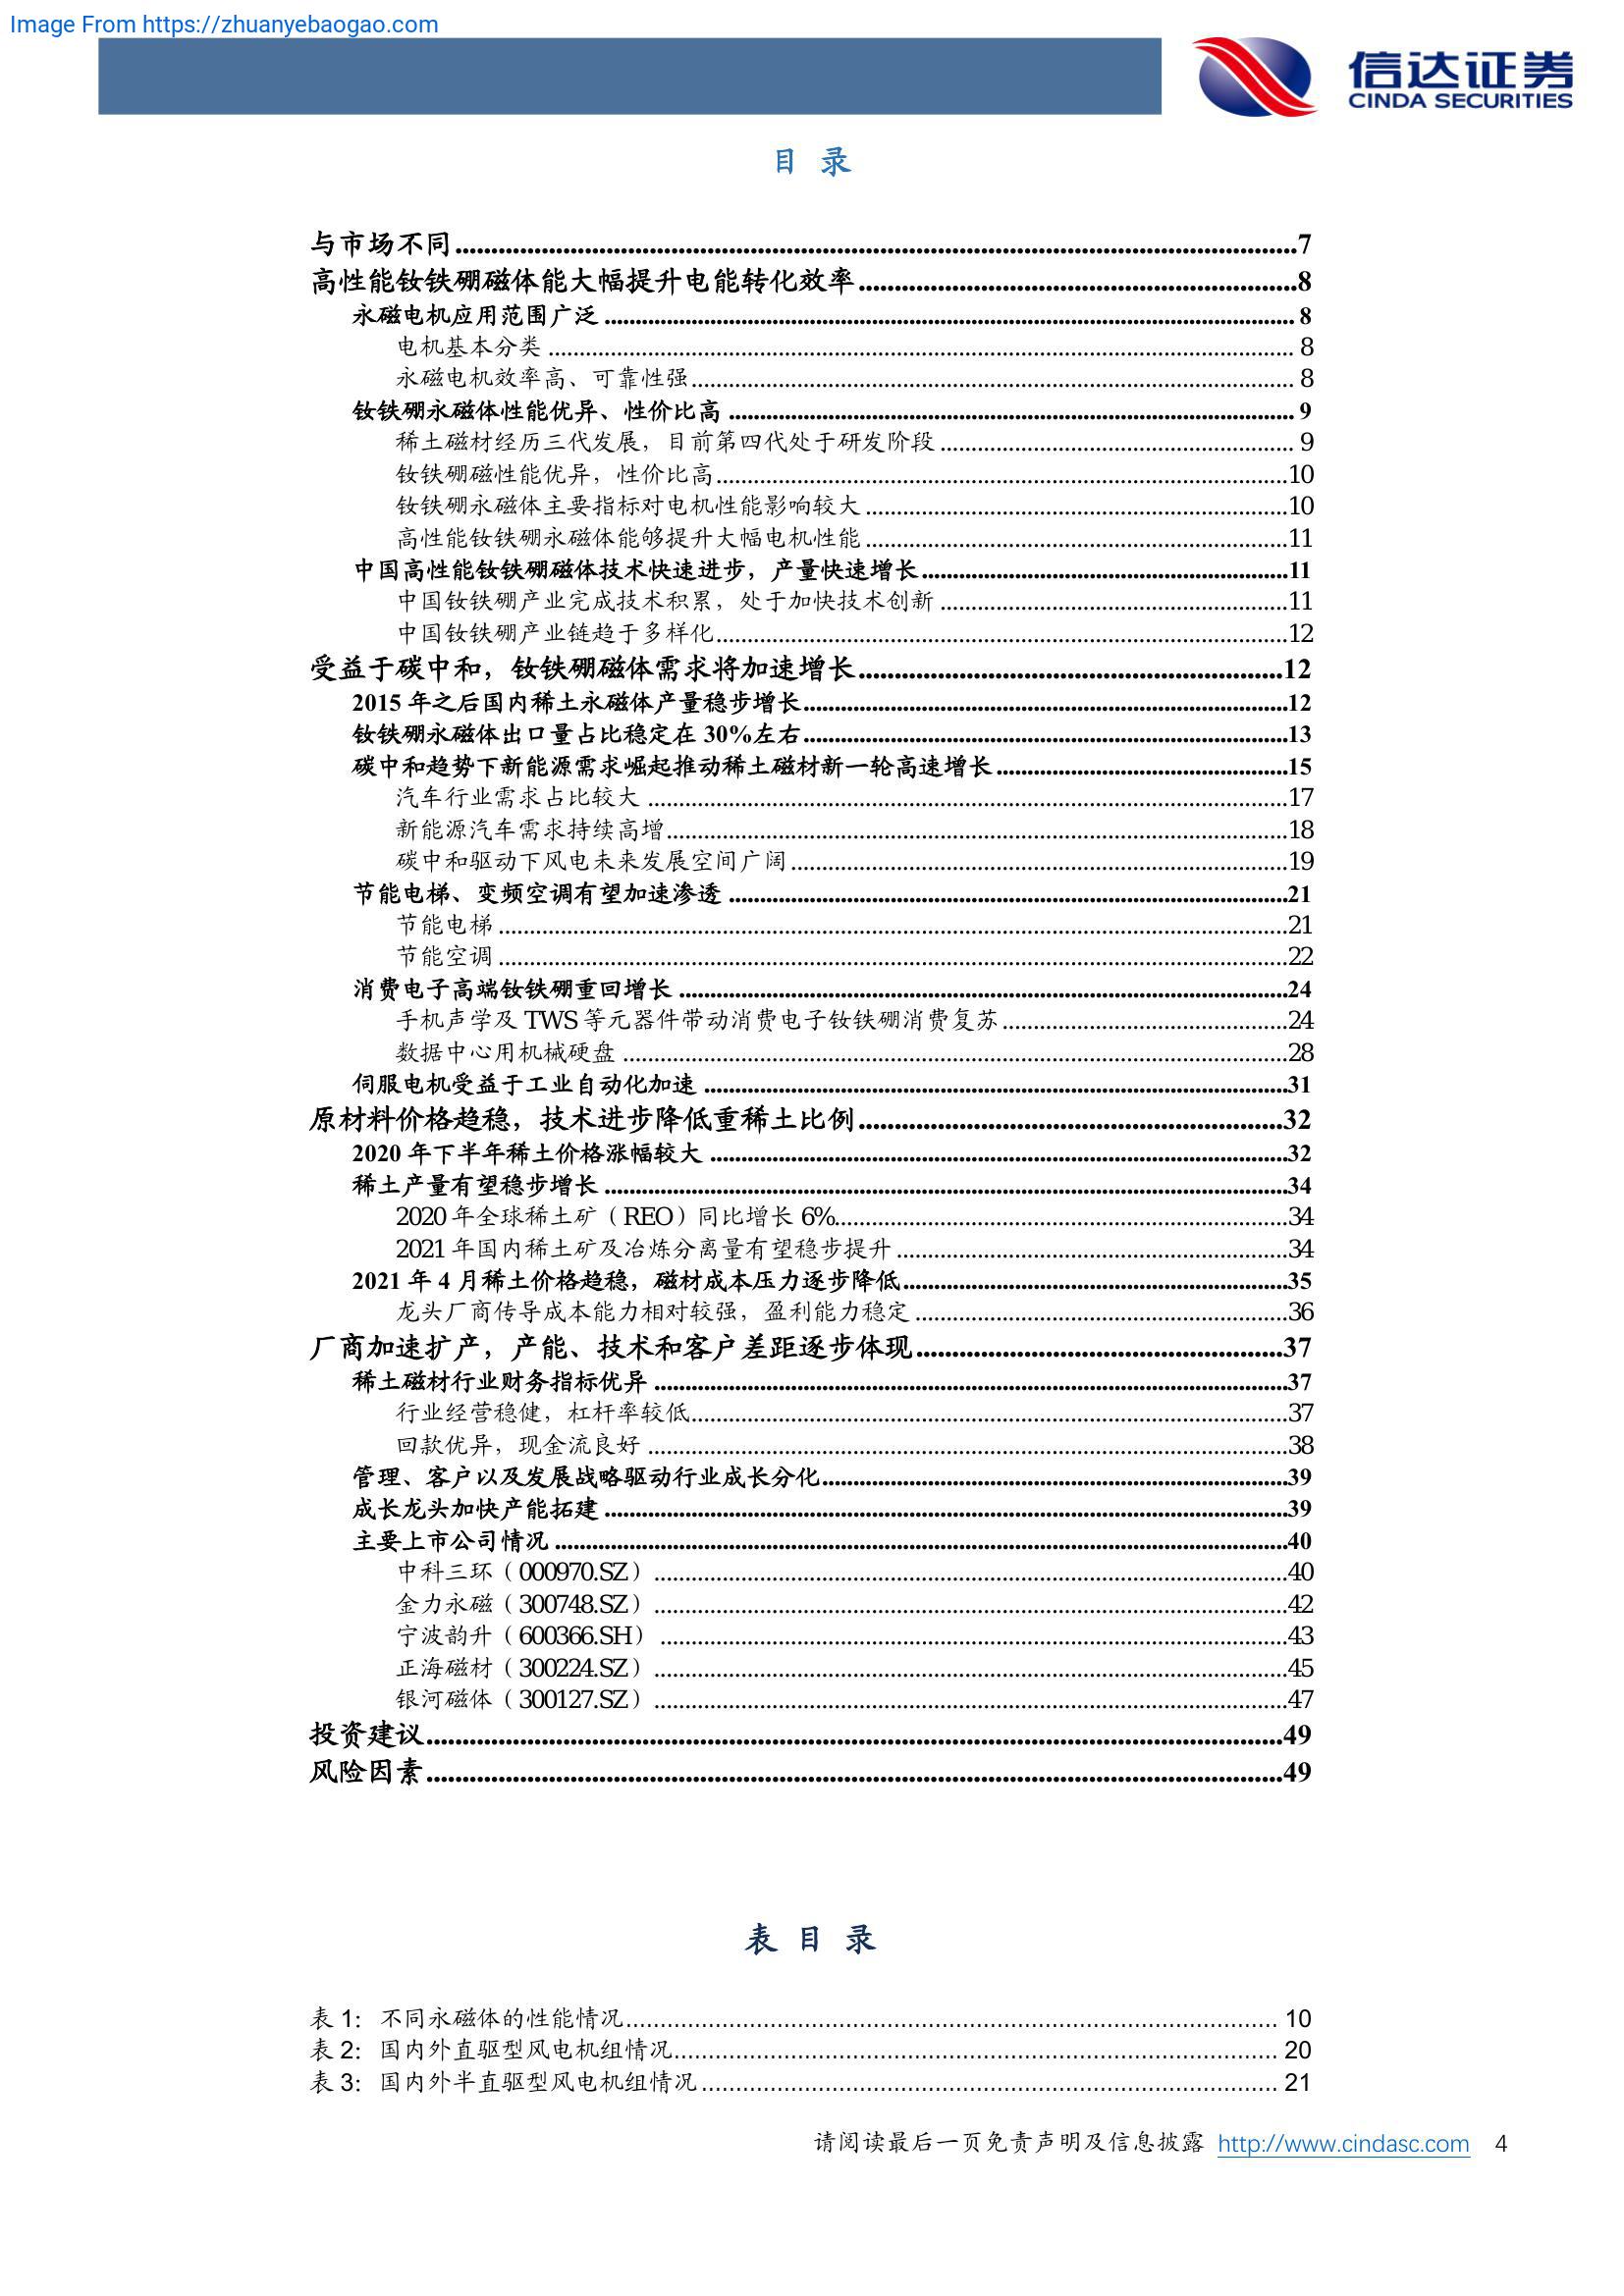 Image From https://zhuanyebaogao.com
信达证券
CINDA SECURITIES
目 录
与市场不同................7
高性能钕铁硼磁体能大幅提升电能转化效率................8
永磁电机应用范围广泛................8
电机基本分类................8
永磁电机效率高、可靠性强................8
钕铁硼永磁体性能优异、性价比高................9
稀土磁材经历三代发展，目前第四代处于研发阶段................9
钕铁硼磁性能优异，性价比高................10
钕铁硼永磁体主要指标对电机性能影响较大................10
高性能钕铁硼永磁体能够提升大幅电机性能................11
中国高性能钕铁硼磁体技术快速进步，产量快速增长................11
中国钕铁硼产业完成技术积累，处于加快技术创新................11
中国钕铁硼产业链趋于多样化................12
受益于碳中和，钕铁硼磁体需求将加速增长................12
2015 年之后国内稀土永磁体产量稳步增长................12
钕铁硼永磁体出口量占比稳定在 30%左右................13
碳中和趋势下新能源需求崛起推动稀土磁材新一轮高速增长................15
汽车行业需求占比较大................17
新能源汽车需求持续高增................18
碳中和驱动下风电未来发展空间广阔................19
节能电梯、变频空调有望加速渗透................21
节能电梯................21
节能空调................22
消费电子高端钕铁硼重回增长................24
手机声学及 TWS 等元器件带动消费电子钕铁硼消费复苏................24
数据中心用机械硬盘................28
伺服电机受益于工业自动化加速................31
原材料价格趋稳，技术进步降低重稀土比例................32
2020 年下半年稀土价格涨幅较大................32
稀土产量有望稳步增长................34
2020 年全球稀土矿（REO）同比增长 6%................34
2021 年国内稀土矿及冶炼分离量有望稳步提升................34
2021 年 4 月稀土价格趋稳，磁材成本压力逐步降低................35
龙头厂商传导成本能力相对较强，盈利能力稳定................36
厂商加速扩产，产能、技术和客户差距逐步体现................37
稀土磁材行业财务指标优异................37
行业经营稳健，杠杆率较低................37
回款优异，现金流良好................38
管理、客户以及发展战略驱动行业成长分化................39
成长龙头加快产能拓建................39
主要上市公司情况................40
中科三环（000970.SZ）................40
金力永磁（300748.SZ）................42
宁波韵升（600366.SH）................43
正海磁材（300224.SZ）................45
银河磁体（300127.SZ）................47
投资建议................49
风险因素................49
表 目 录
表 1：不同永磁体的性能情况................10
表 2：国内外直驱型风电机组情况................20
表 3：国内外半直驱型风电机组情况................21
请阅读最后一页免责声明及信息披露 http://www.cindasc.com 4